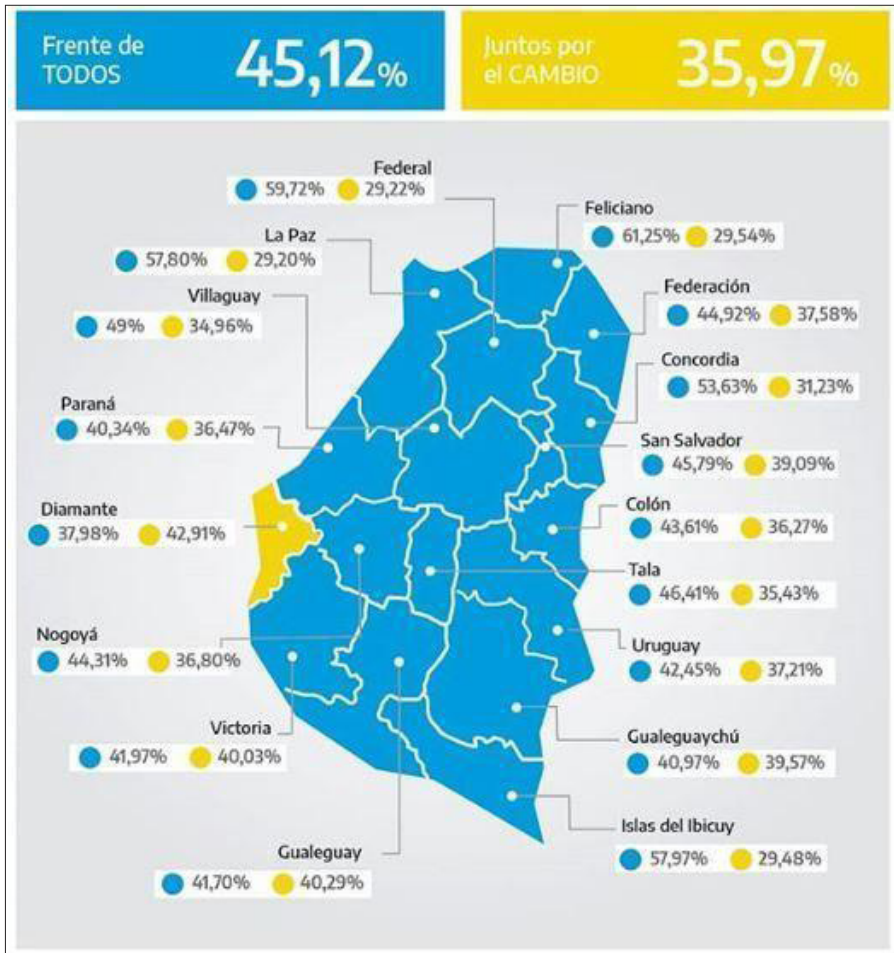 Frente de
TODOS
45,12%
Juntos por
el CAMBIO
35,97%
Federal
59,72% 29,22%
Feliciano
61,25% 29,54%
La Paz
57,80% 29,20%
Federación
44,92% 37,58%
Villaguay
49% 34,96%
Concordia
53,63% 31,23%
Paraná
40,34% 36,47%
San Salvador
45,79% 39,09%
Diamante
37,98% 42,91%
Colón
43,61% 36,27%
Tala
46,41% 35,43%
Nogoyá
44,31% 36,80%
Uruguay
42,45% 37,21%
Victoria
41,97% 40,03%
Gualeguaychú
40,97% 39,57%
Islas del Ibicuy
57,97% 29,48%
Gualeguay
41,70% 40,29%